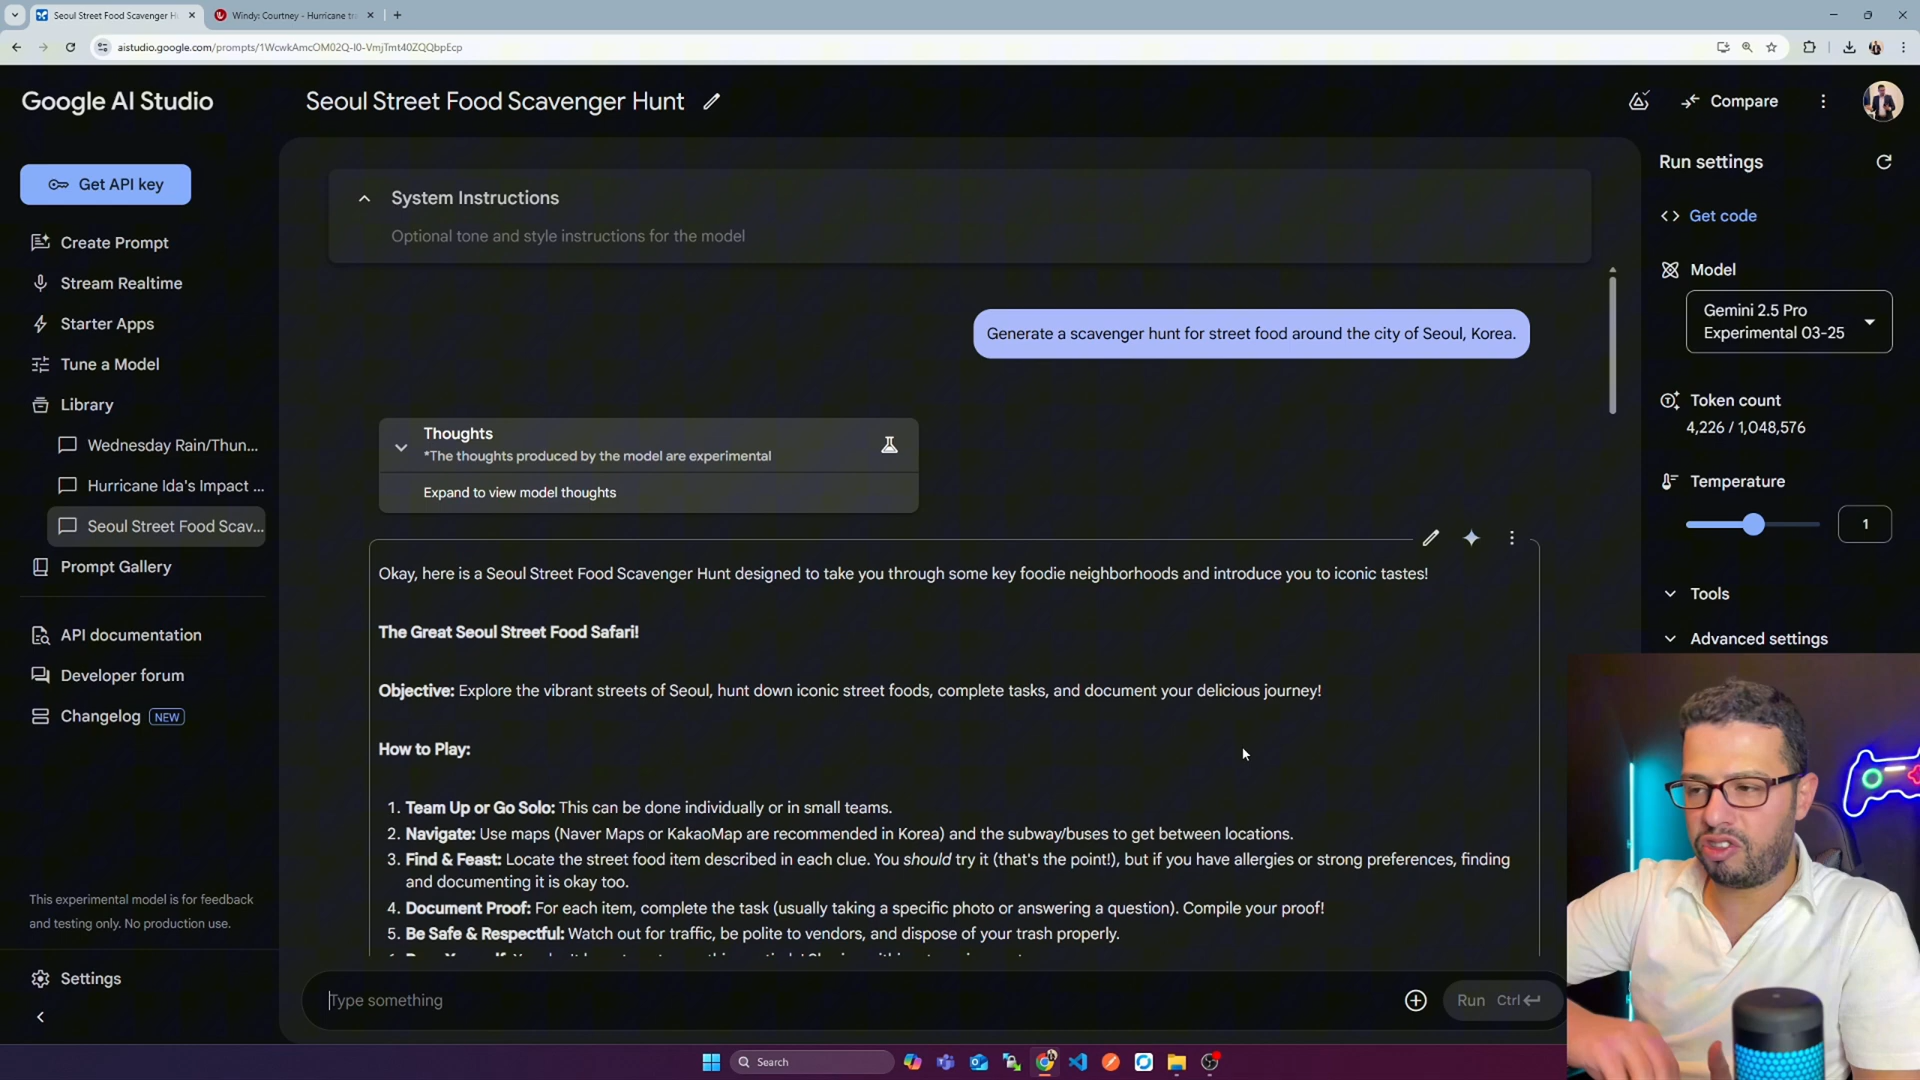 Seoul Street Food Scavenger H
Windy: Courtney - Hurricane tr
aistudio.google.com/prompts/1WcwkAmcOM02Q-I0-VmjTmt40ZQQbpEcp
Google AI Studio
Seoul Street Food Scavenger Hunt
Compare
Get API key
Create Prompt
Stream Realtime
Starter Apps
Tune a Model
Library
Wednesday Rain/Thun...
Hurricane Ida's Impact ...
Seoul Street Food Scav...
Prompt Gallery
API documentation
Developer forum
Changelog NEW
This experimental model is for feedback
and testing only. No production use.
Settings
System Instructions
Optional tone and style instructions for the model
Generate a scavenger hunt for street food around the city of Seoul, Korea.
Thoughts
*The thoughts produced by the model are experimental
Expand to view model thoughts
Okay, here is a Seoul Street Food Scavenger Hunt designed to take you through some key foodie neighborhoods and introduce you to iconic tastes!
The Great Seoul Street Food Safari!
Objective: Explore the vibrant streets of Seoul, hunt down iconic street foods, complete tasks, and document your delicious journey!
How to Play:
1. Team Up or Go Solo: This can be done individually or in small teams.
2. Navigate: Use maps (Naver Maps or KakaoMap are recommended in Korea) and the subway/buses to get between locations.
3. Find & Feast: Locate the street food item described in each clue. You should try it (that's the point!), but if you have allergies or strong preferences, finding
and documenting it is okay too.
4. Document Proof: For each item, complete the task (usually taking a specific photo or answering a question). Compile your proof!
5. Be Safe & Respectful: Watch out for traffic, be polite to vendors, and dispose of your trash properly.
Type something
Run Ctrl
Run settings
Get code
Model
Gemini 2.5 Pro
Experimental 03-25
Token count
4,226 / 1,048,576
Temperature
1
Tools
Advanced settings
Search